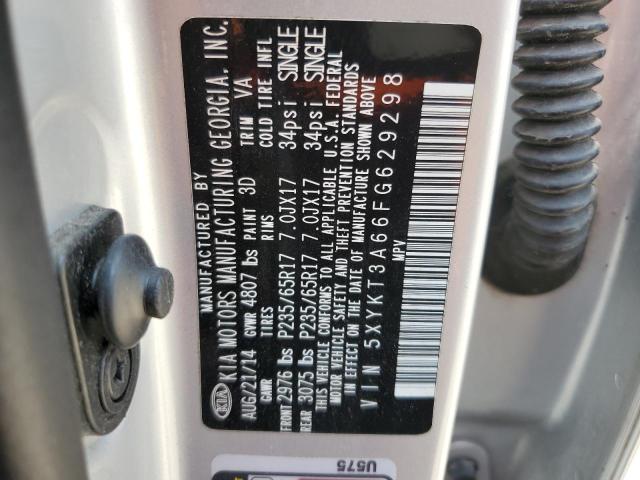 MANUFACTURED BY
KIA KIA MOTORS MANUFACTURING GEORGIA, INC.
AUG/21/14 GVWR 4807 lbs PAINT 3D TRIM VA
GAWR TIRES RIMS COLD TIRE INFL
FRONT 2976 lbs P235/65R17 7.0JX17 34psi SINGLE
REAR 3075 lbs P235/65R17 7.0JX17 34psi SINGLE
THIS VEHICLE CONFORMS TO ALL APPLICABLE U.S.A. FEDERAL
MOTOR VEHICLE SAFETY AND THEFT PREVENTION STANDARDS
IN EFFECT ON THE DATE OF MANUFACTURE SHOWN ABOVE
VIN 5XYKT3A66FG629298
MPV
U575